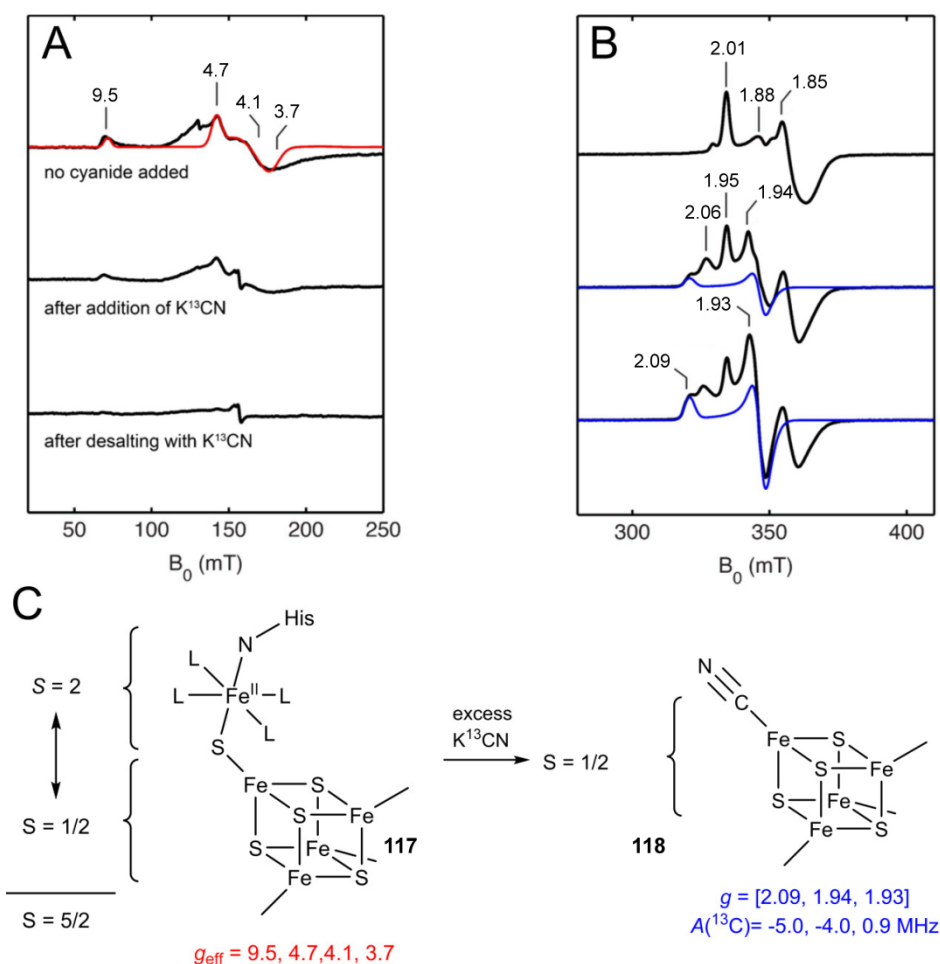 A
9.5
4.7
4.1
3.7
no cyanide added
after addition of K¹³CN
after desalting with K¹³CN
50 100 150 200 250
B₀ (mT)
B
2.01
1.88
1.85
2.06
1.95
1.94
2.09
1.93
300 350 400
B₀ (mT)
C
S = 2
S = 1/2
S = 5/2
His
N
L
L
Feᴵᴵ
L
L
S
Fe
S
S
Fe
S
Fe
Fe
S
117
g_eff = 9.5, 4.7,4.1, 3.7
excess
K¹³CN
S = 1/2
118
N
C
Fe
S
S
Fe
S
Fe
Fe
S
g = [2.09, 1.94, 1.93]
A(¹³C)= -5.0, -4.0, 0.9 MHz